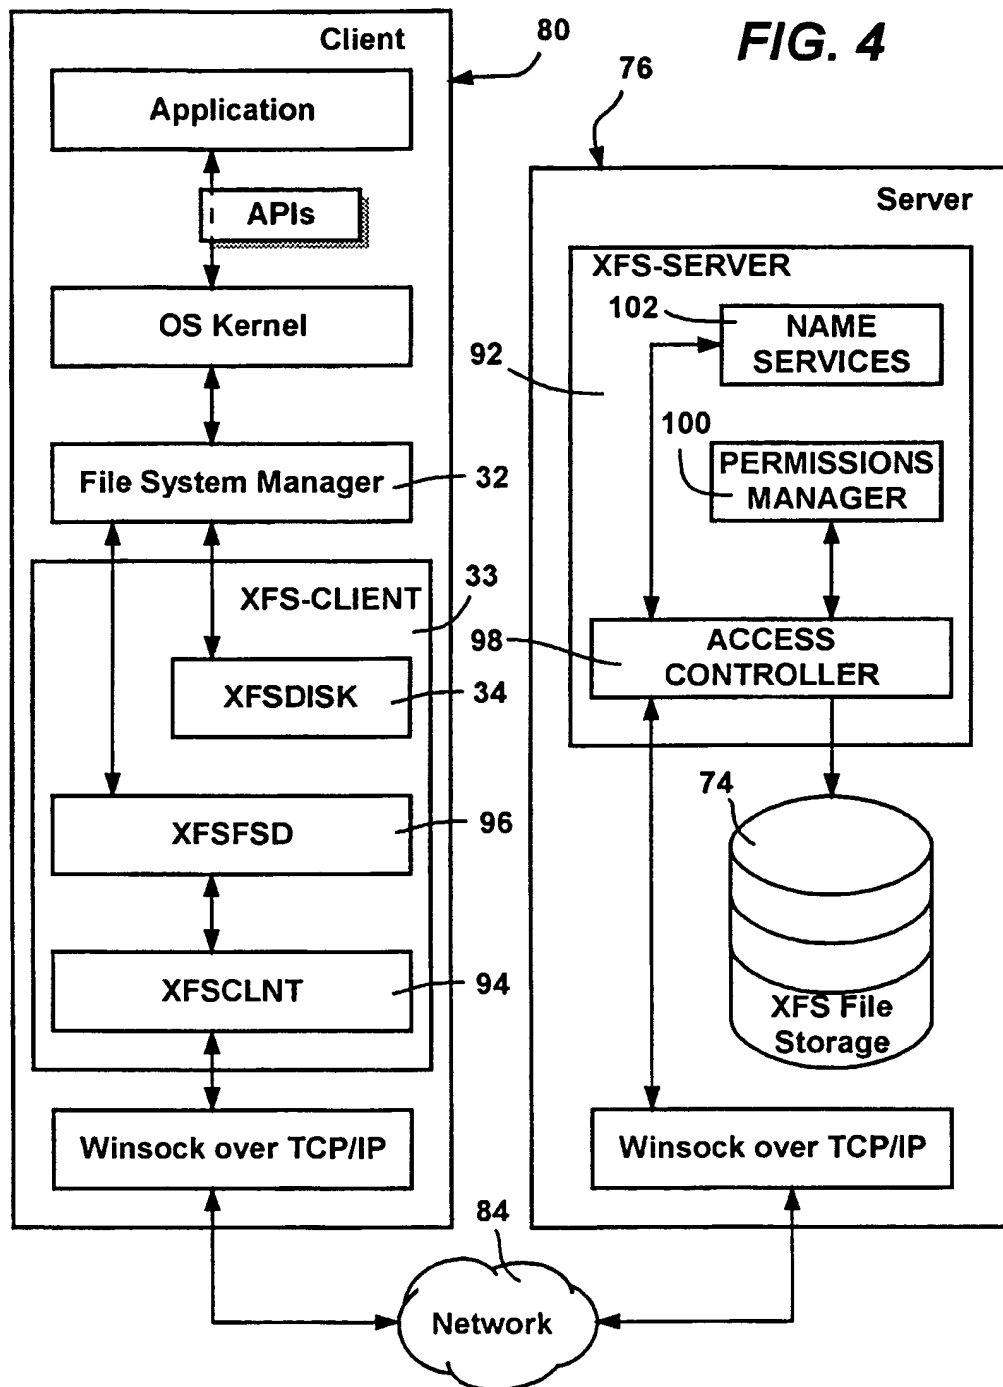 FIG. 4
Client
80
Application
APIs
OS Kernel
File System Manager
32
XFS-CLIENT
33
XFSDISK
34
XFSFSD
96
XFSCLNT
94
Winsock over TCP/IP
76
Server
XFS-SERVER
102
NAME
SERVICES
92
100
PERMISSIONS
MANAGER
98
ACCESS
CONTROLLER
74
XFS File
Storage
Winsock over TCP/IP
84
Network